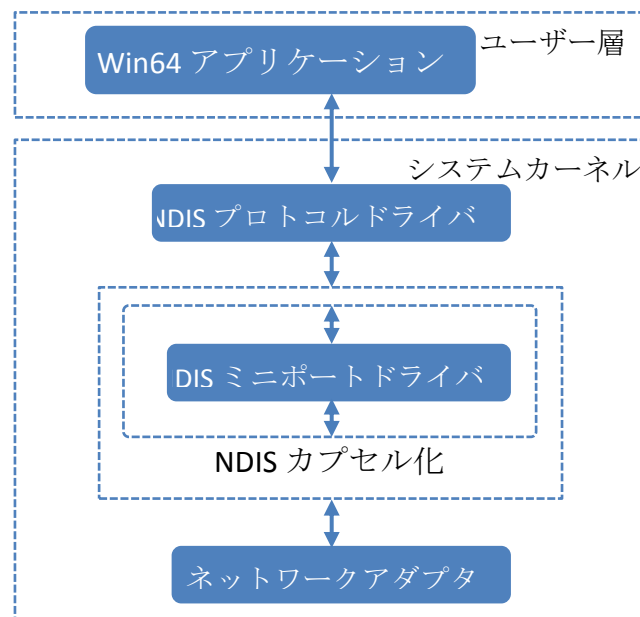 ユーザー層
Win64 アプリケーション
システムカーネル
NDIS プロトコルドライバ
DIS ミニポートドライバ
NDIS カプセル化
ネットワークアダプタ